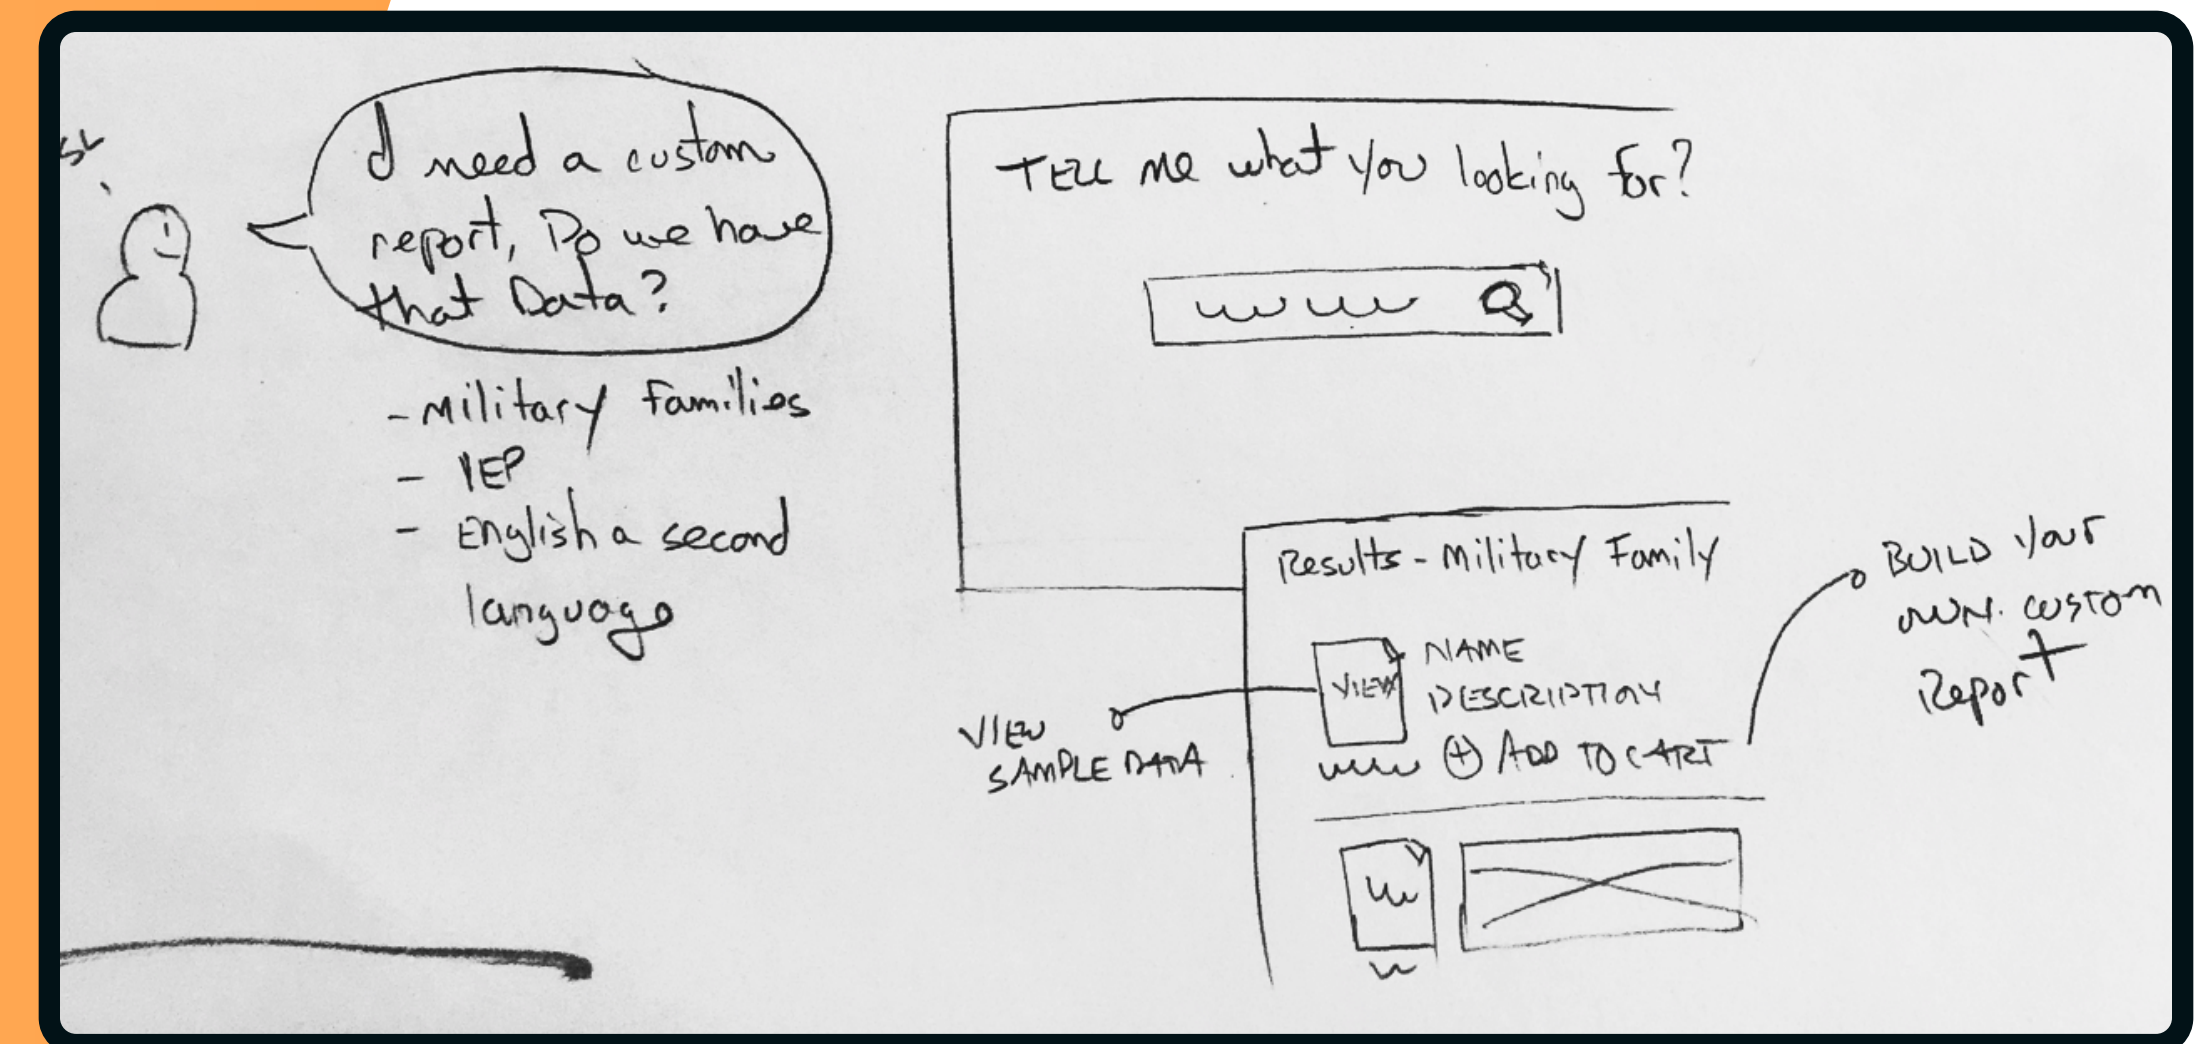 I need a custom
report, Do we have
that Data?
- Military Families
- IEP
- English a second
language
Tell me what you looking for?
Results - Military Family
VIEW
NAME
DESCRIPTION
+ ADD TO CART
VIEW
SAMPLE DATA
BUILD your
OWN. CUSTOM
Report